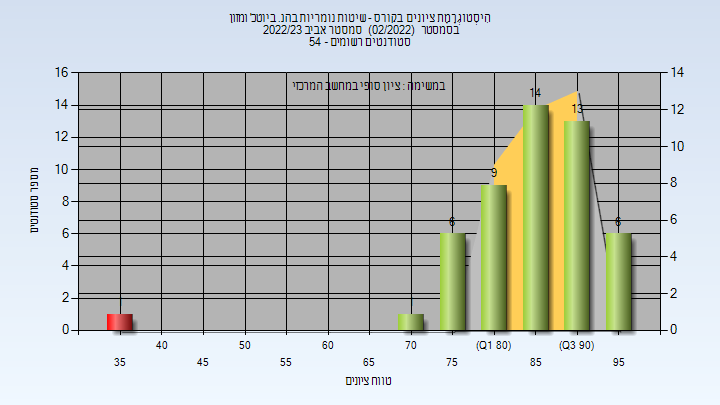 היסטוגרמת ציונים בקורס - שיטות נומריות בהנ. ביוטכ' ומזון
בסמסטר (02/2022) סמסטר אביב 2022/23
סטודנטים רשומים - 54
במשימה : ציון סופי במחשב המרכזי
מספר סטודנטים
16 14 12 10 8 6 4 2 0
14 12 10 8 6 4 2 0
6 9 14 13 6
40 50 60 70 (Q1 80) (Q3 90)
35 45 55 65 75 85 95
טווח ציונים